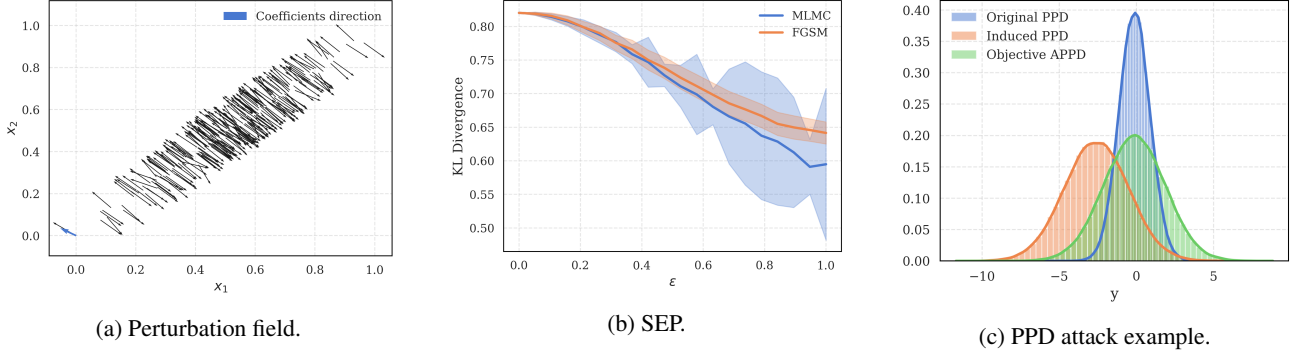 Coefficients direction
1.0
0.8
0.6
0.4
0.2
0.0
x2
0.0
0.2
0.4
0.6
0.8
1.0
x1
(a) Perturbation field.
MLMC
FGSM
0.80
0.75
0.70
0.65
0.60
0.55
0.50
KL Divergence
0.0
0.2
0.4
0.6
0.8
1.0
ε
(b) SEP.
Original PPD
Induced PPD
Objective APPD
0.40
0.35
0.30
0.25
0.20
0.15
0.10
0.05
0.00
−10
−5
0
5
y
(c) PPD attack example.